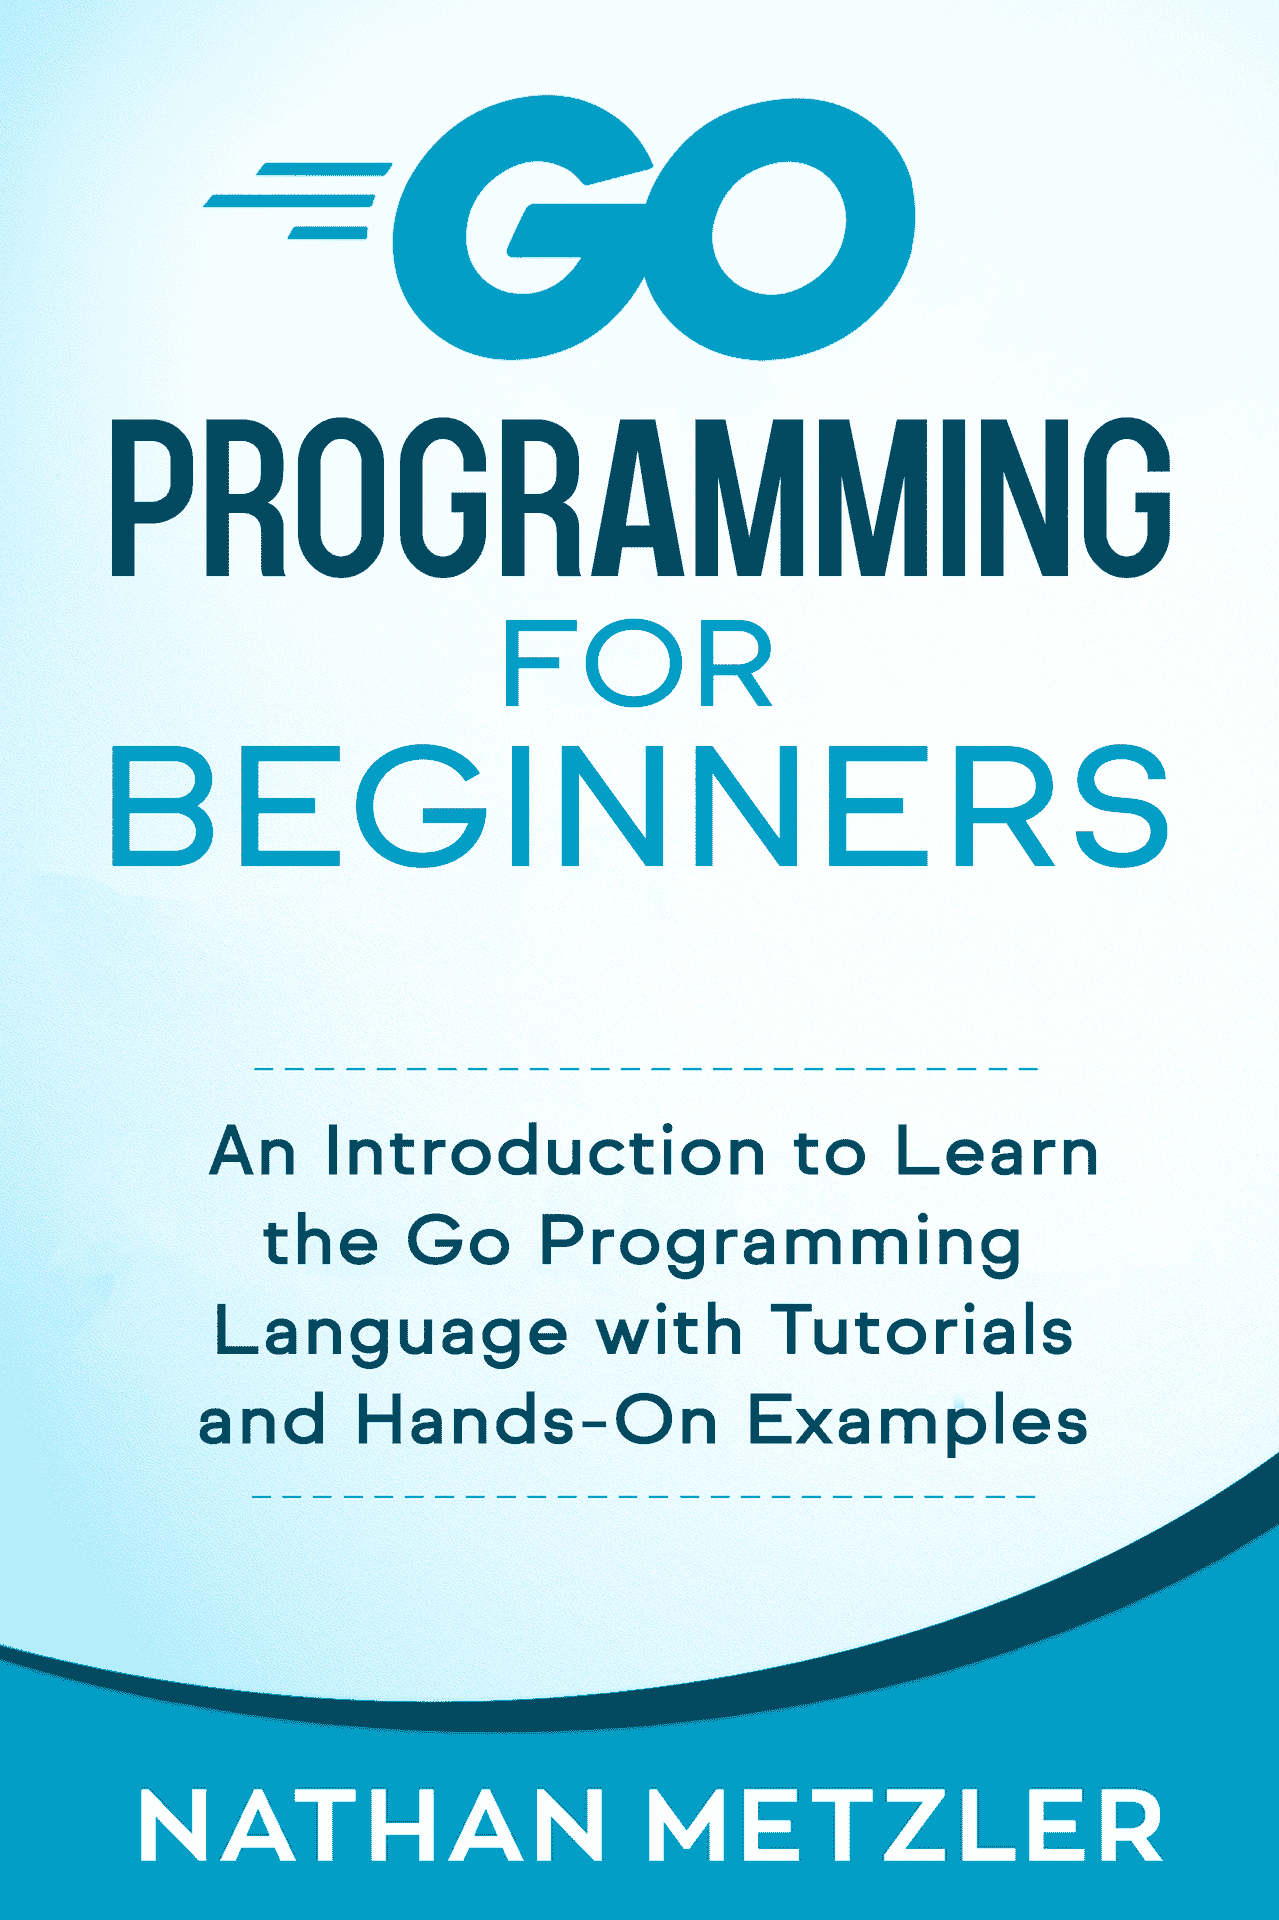 GO
PROGRAMMING
FOR
BEGINNERS
An Introduction to Learn
the Go Programming
Language with Tutorials
and Hands-On Examples
NATHAN METZLER